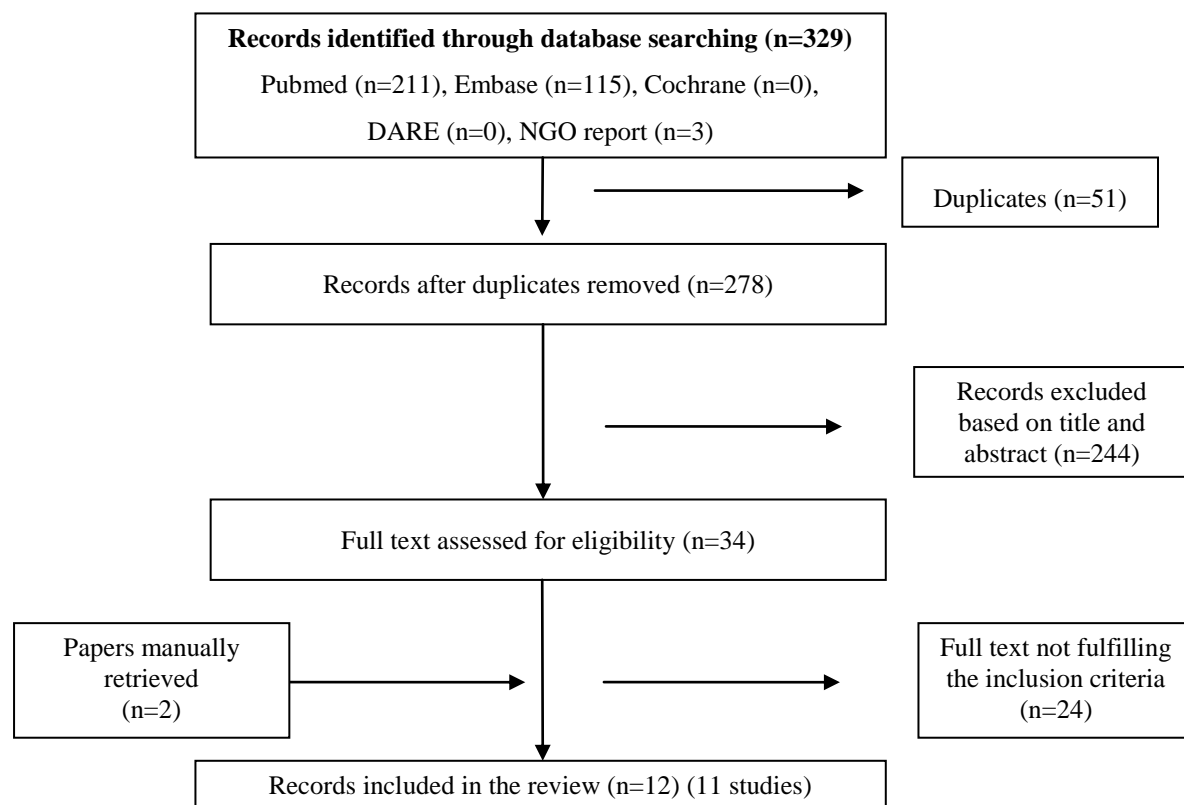 Records identified through database searching (n=329)
Pubmed (n=211), Embase (n=115), Cochrane (n=0),
DARE (n=0), NGO report (n=3)
Duplicates (n=51)
Records after duplicates removed (n=278)
Records excluded
based on title and
abstract (n=244)
Full text assessed for eligibility (n=34)
Papers manually
retrieved
(n=2)
Full text not fulfilling
the inclusion criteria
(n=24)
Records included in the review (n=12) (11 studies)